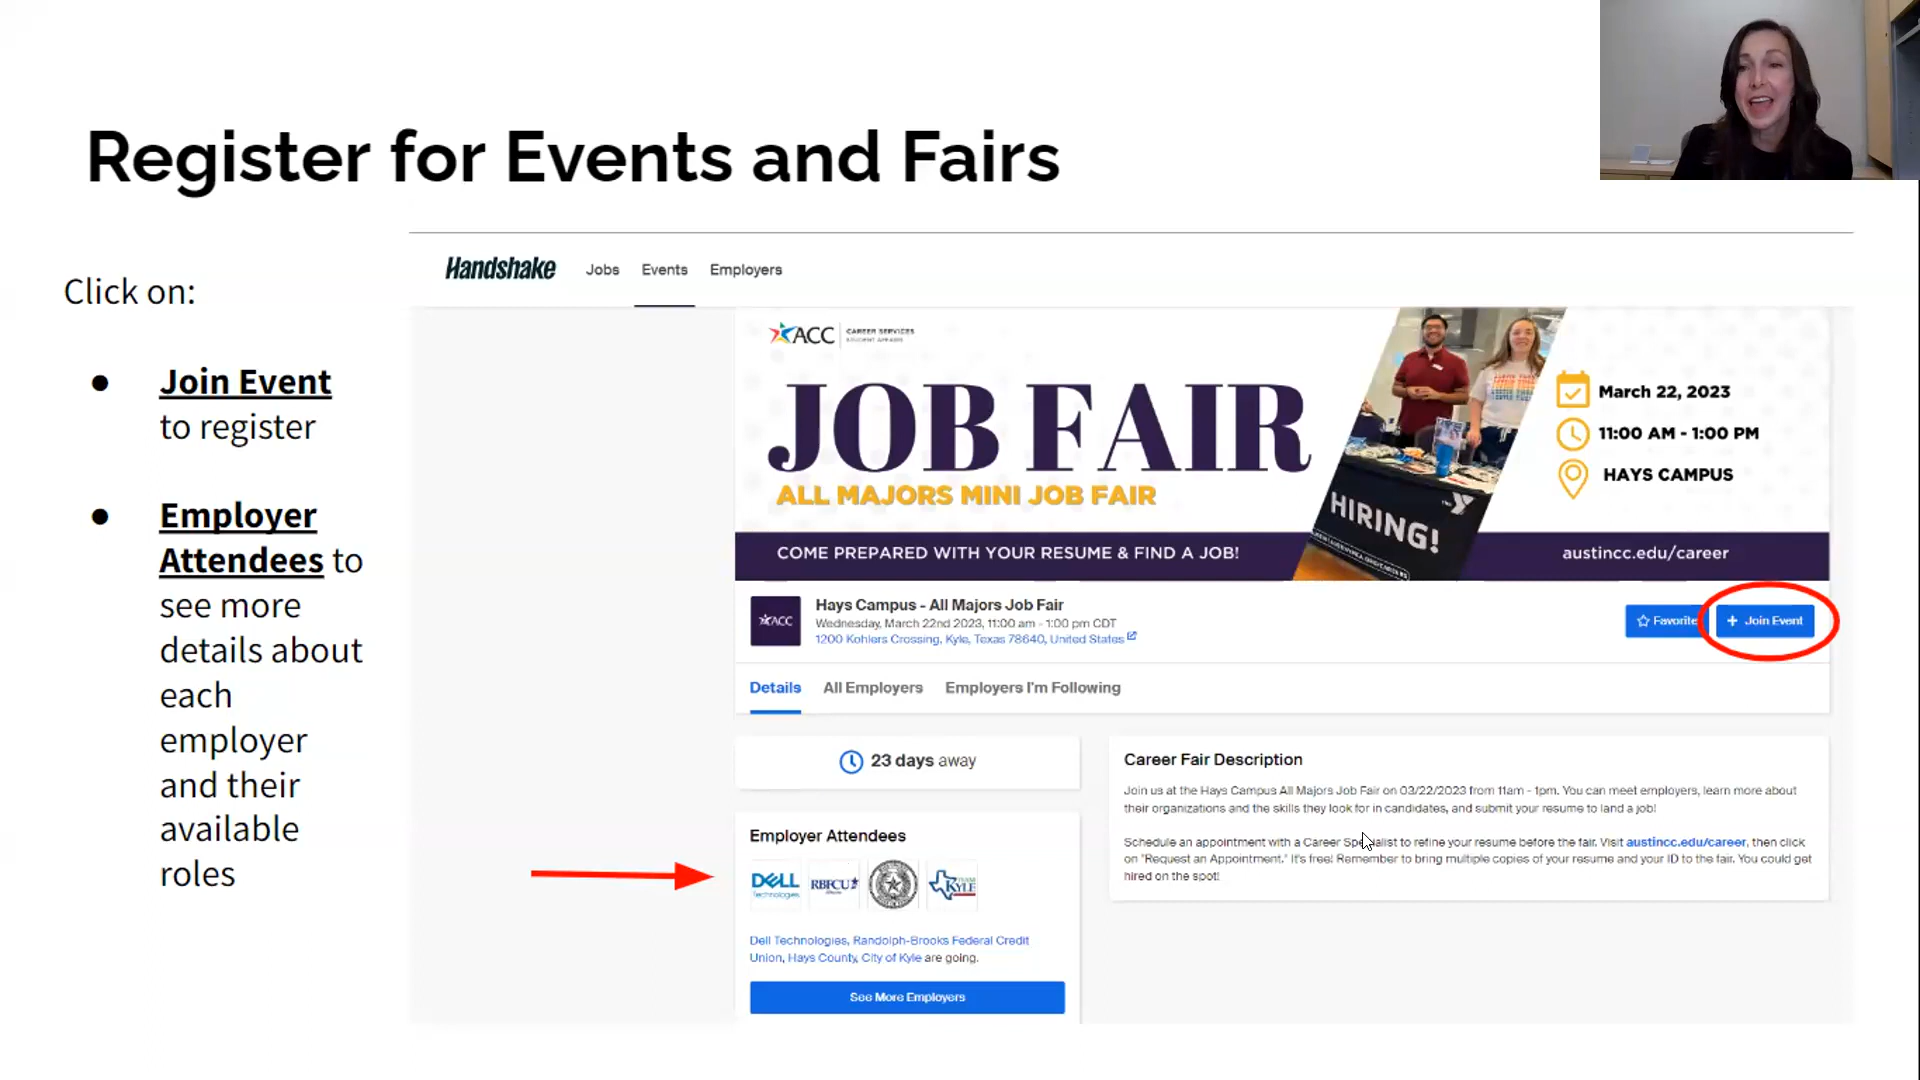 Register for Events and Fairs
Click on:
● Join Event
to register
● Employer
Attendees to
see more
details about
each
employer
and their
available
roles
Handshake Jobs Events Employers
ACC CAREER SERVICES
STUDENT AFFAIRS
JOB FAIR
ALL MAJORS MINI JOB FAIR
March 22, 2023
11:00 AM - 1:00 PM
HAYS CAMPUS
the Y
HIRING!
COME PREPARED WITH YOUR RESUME & FIND A JOB!
austincc.edu/career
ACC
Hays Campus - All Majors Job Fair
Wednesday, March 22nd 2023, 11:00 am - 1:00 pm CDT
1200 Kohlers Crossing, Kyle, Texas 78640, United States
Favorite
+ Join Event
Details All Employers Employers I'm Following
23 days away
Employer Attendees
DELL
Technologies
RBFCU
KYLE
Dell Technologies, Randolph-Brooks Federal Credit
Union, Hays County, City of Kyle are going.
See More Employers
Career Fair Description
Join us at the Hays Campus All Majors Job Fair on 03/22/2023 from 11am - 1pm. You can meet employers, learn more about
their organizations and the skills they look for in candidates, and submit your resume to land a job!
Schedule an appointment with a Career Specialist to refine your resume before the fair. Visit austincc.edu/career, then click
on "Request an Appointment." It's free! Remember to bring multiple copies of your resume and your ID to the fair. You could get
hired on the spot!